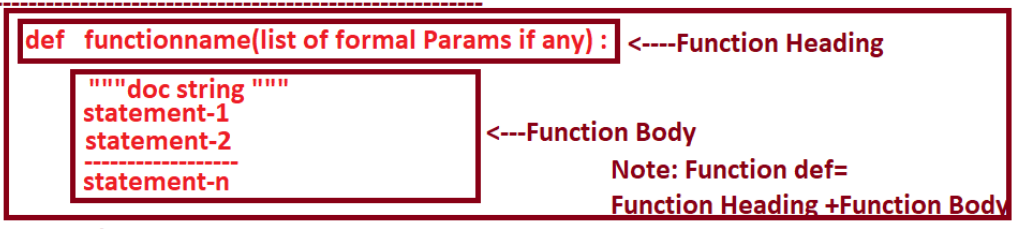 def functionname(list of formal Params if any) : <----Function Heading
"""doc string """
statement-1
statement-2 <---Function Body
------------------
statement-n
Note: Function def=
Function Heading +Function Body